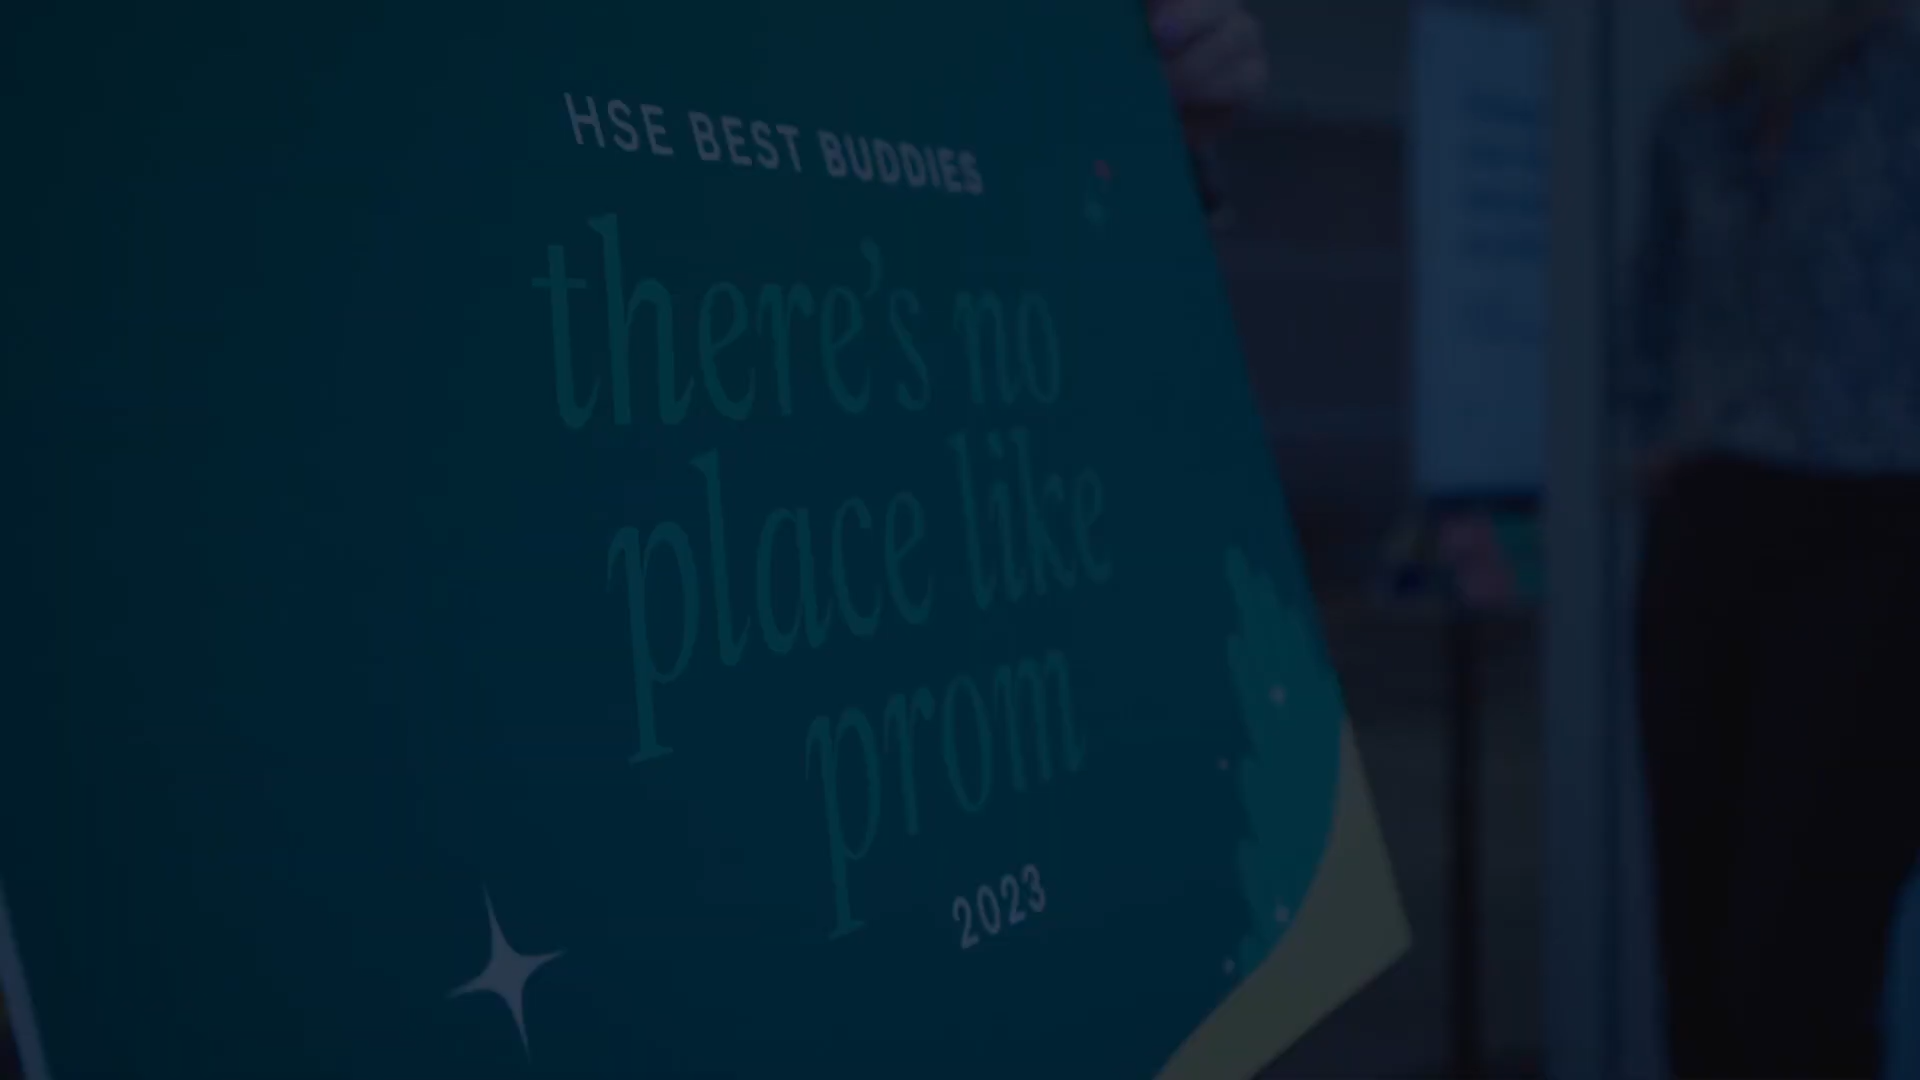 HSE BEST BUDDIES
there's no
place like
prom
2023